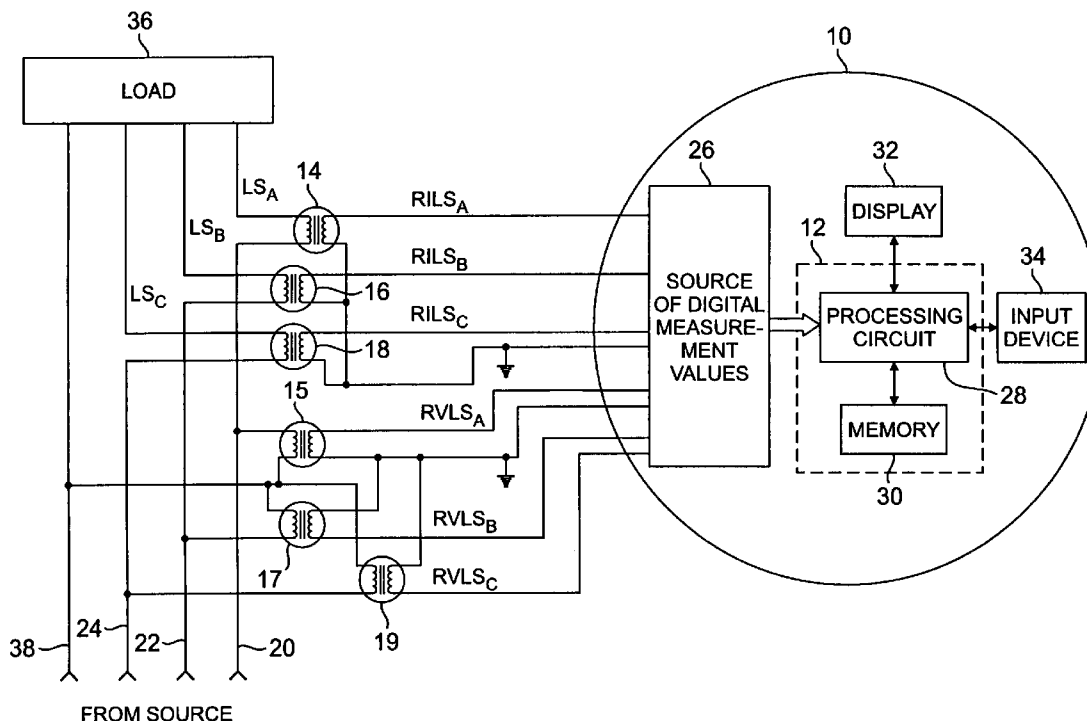 36
LOAD
10
LS_A
14
RILS_A
26
32
DISPLAY
LS_B
RILS_B
12
34
16
LS_C
SOURCE
OF DIGITAL
MEASURE-
MENT
VALUES
PROCESSING
CIRCUIT
INPUT
DEVICE
RILS_C
18
28
15
RVLS_A
MEMORY
30
RVLS_B
17
RVLS_C
19
38
24
22
20
FROM SOURCE